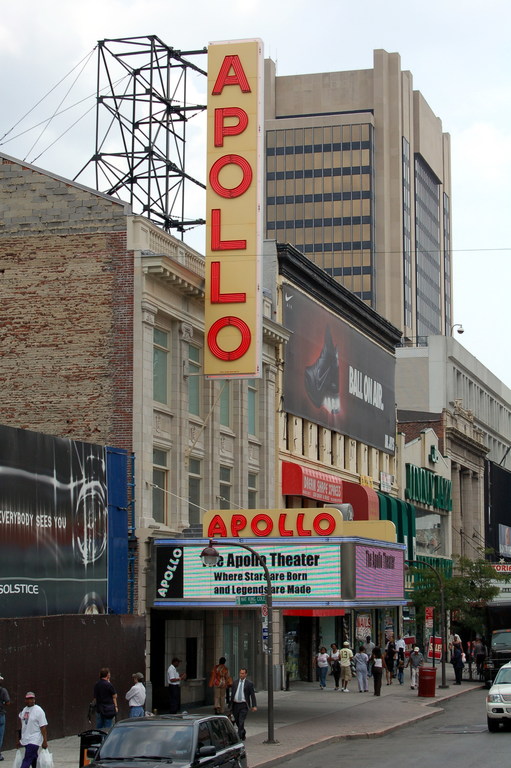 APOLLO
BALL ON AIR.
EVERYBODY SEES YOU
SOLSTICE
APOLLO
APOLLO
The Apollo Theater
Where Stars are Born
and Legends are Made
The Apollo Theater